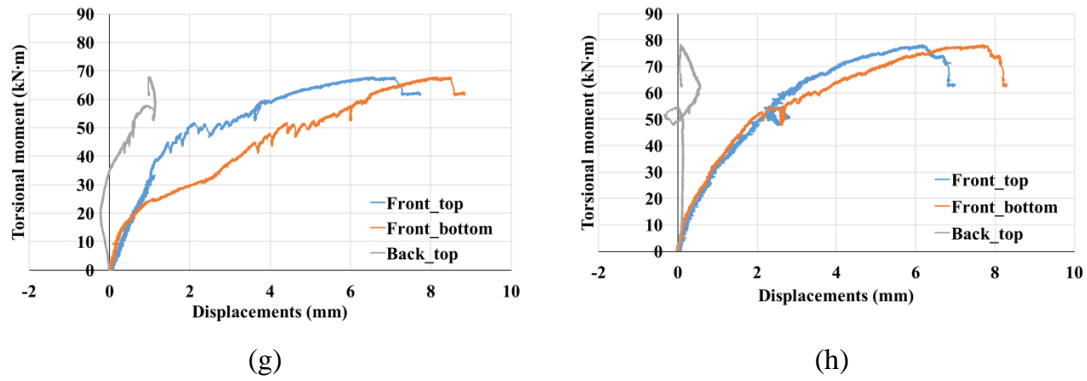 Torsional moment (kN·m)
90
80
70
60
50
40
30
20
10
0
-2 0 2 4 6 8 10
Displacements (mm)
Front_top
Front_bottom
Back_top
(g)
Torsional moment (kN·m)
90
80
70
60
50
40
30
20
10
0
-2 0 2 4 6 8 10
Displacements (mm)
Front_top
Front_bottom
Back_top
(h)